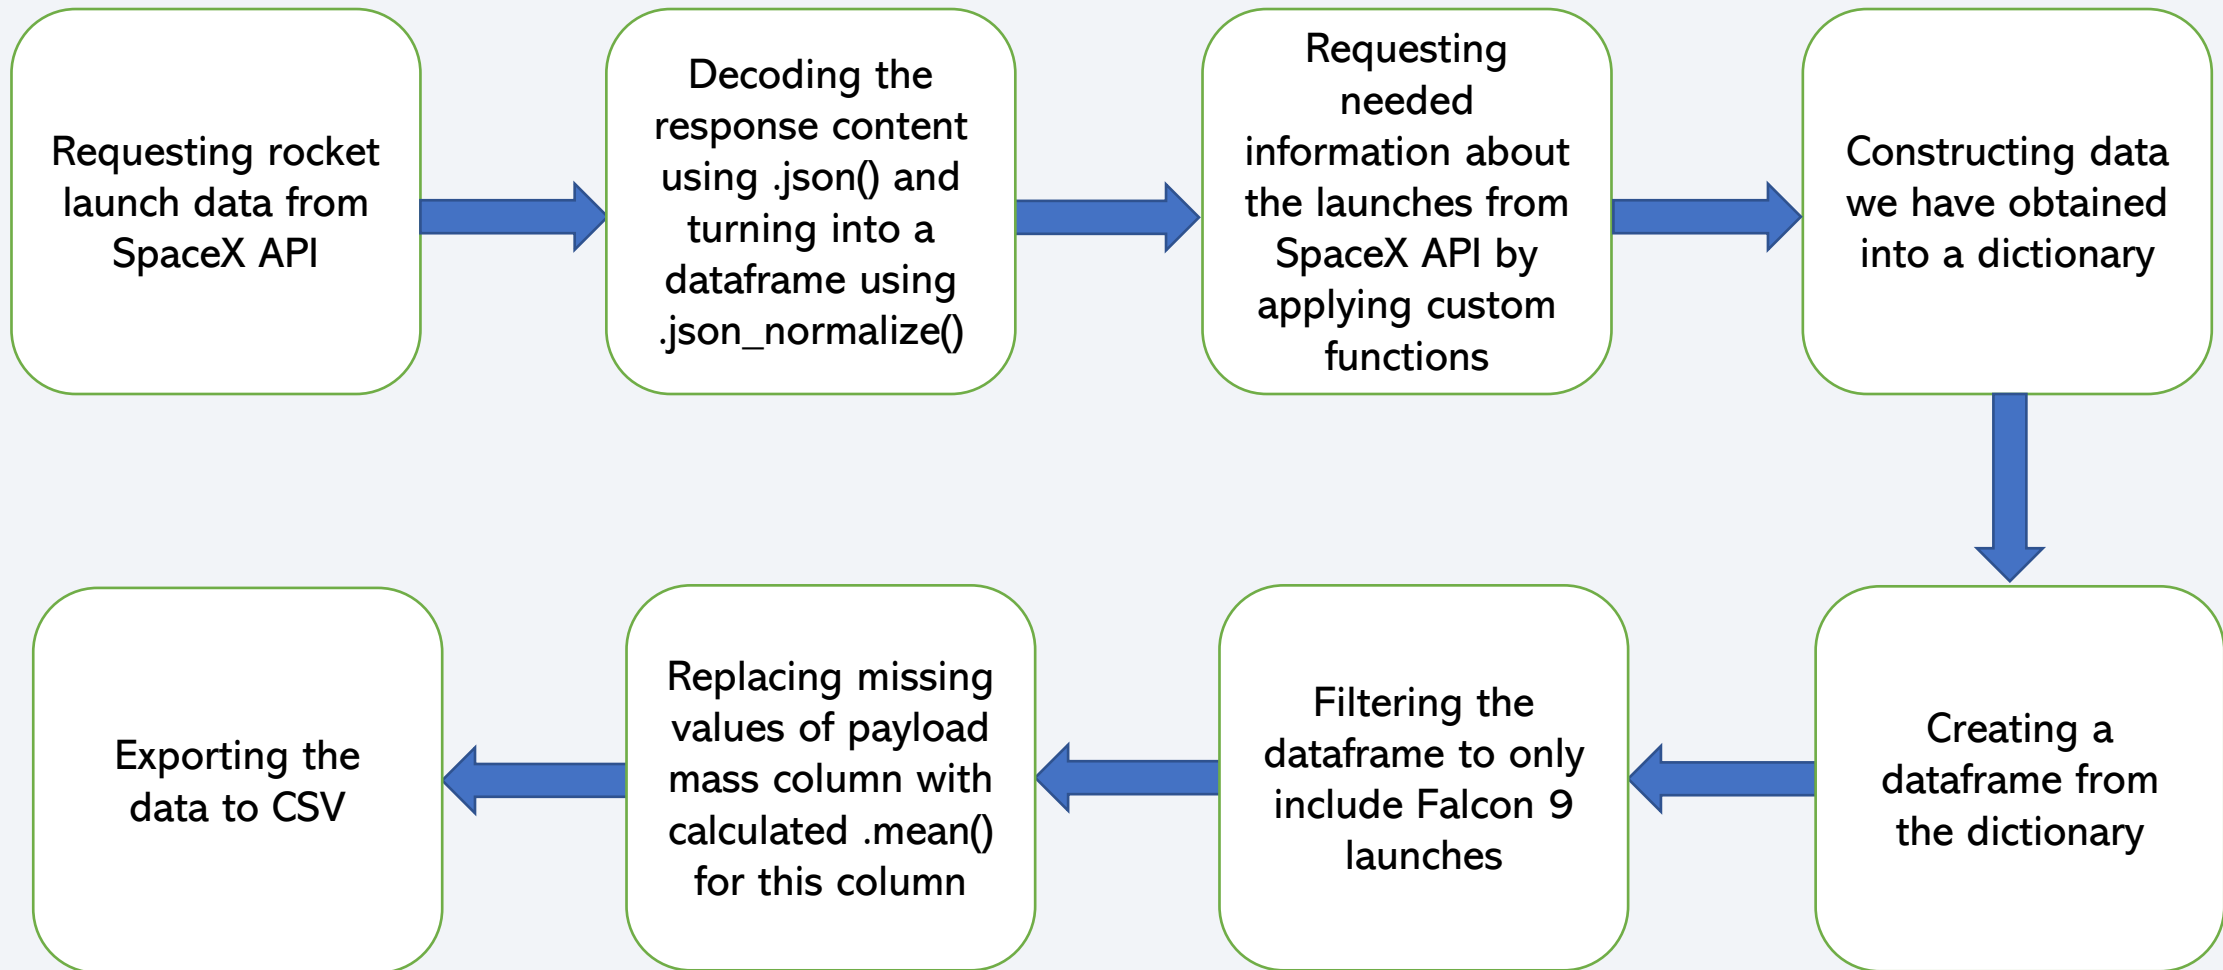 Requesting rocket
launch data from
SpaceX API
Decoding the
response content
using .json() and
turning into a
dataframe using
.json_normalize()
Requesting
needed
information about
the launches from
SpaceX API by
applying custom
functions
Constructing data
we have obtained
into a dictionary
Creating a
dataframe from
the dictionary
Filtering the
dataframe to only
include Falcon 9
launches
Replacing missing
values of payload
mass column with
calculated .mean()
for this column
Exporting the
data to CSV